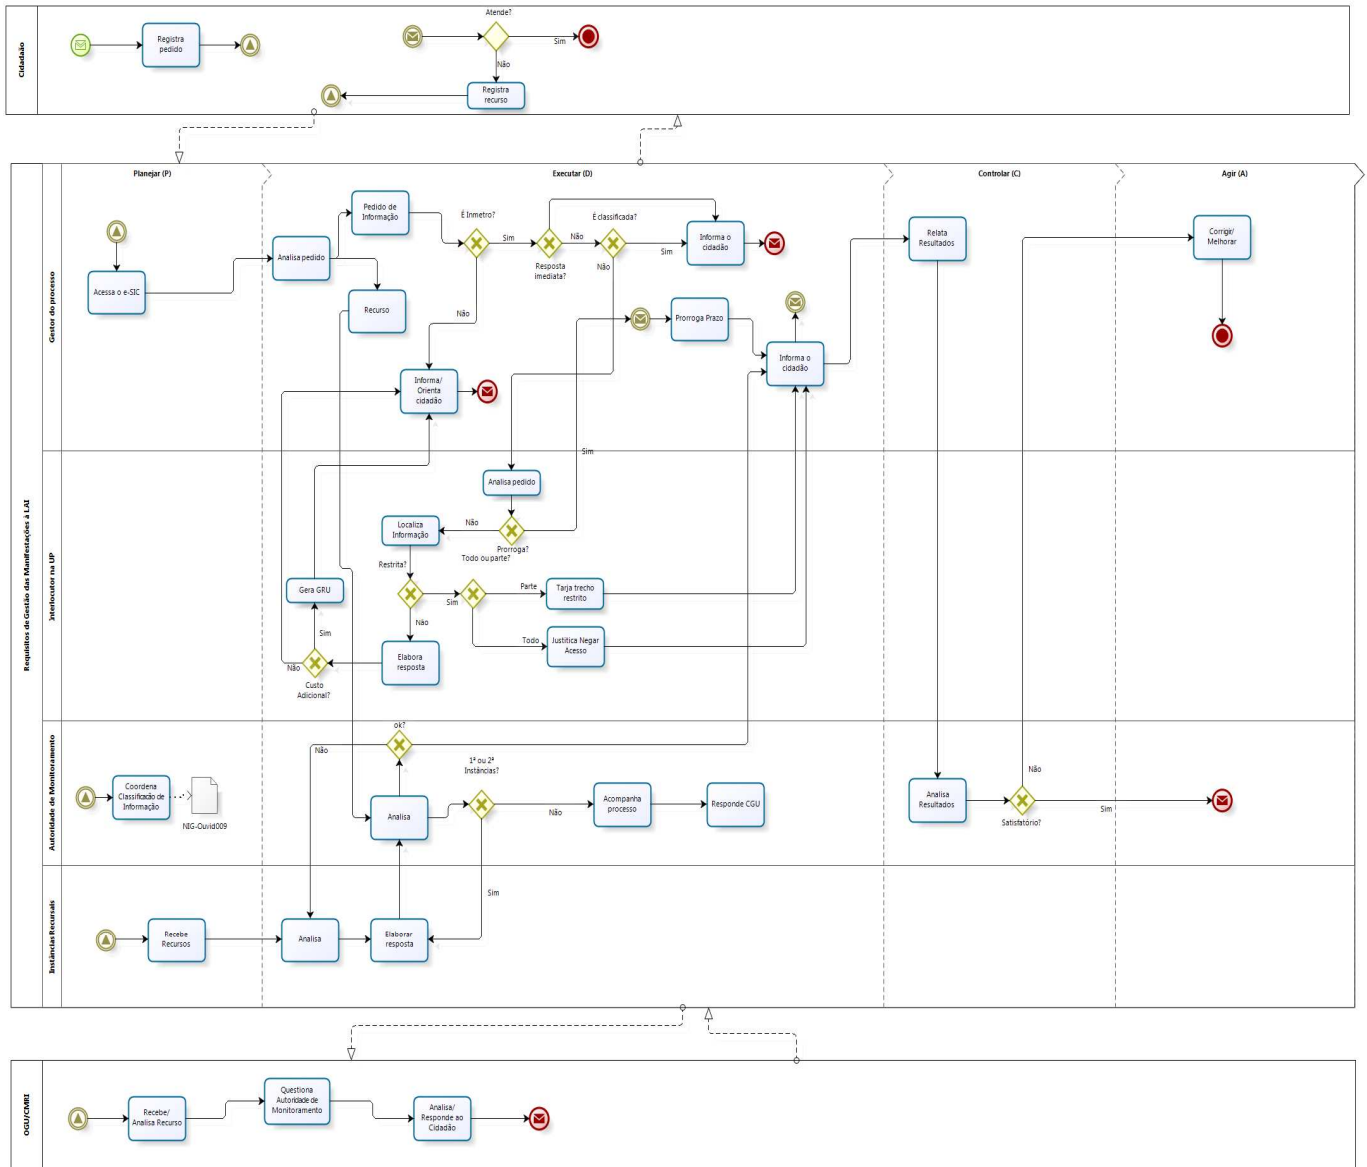 Cidadaão
Registra
pedido
Atende?
Sim
Não
Registra
recurso
Requisitos de Gestão das Manifestações à LAI
Planejar (P)
Executar (D)
Controlar (C)
Agir (A)
Gestor do processo
Acessa o e-SIC
Analisa pedido
Pedido de
Informação
Recurso
É Inmetro?
Sim
Não
Resposta
imediata?
Não
É classificada?
Sim
Não
Informa o
cidadão
Prorroga Prazo
Informa o
cidadão
Informa/
Orienta
cidadão
Relata
Resultados
Corrigir/
Melhorar
Interlocutor na UP
Sim
Analisa pedido
Não
Prorroga?
Localiza
Informação
Todo ou parte?
Restrita?
Sim
Parte
Tarja trecho
restrito
Gera GRU
Não
Todo
Justifica Negar
Acesso
Sim
Elabora
resposta
Não
Custo
Adicional?
Autoridade de Monitoramento
ok?
Não
1ª ou 2ª
Instâncias?
Coordena
Classificação de
Informação
NIG-Ouvid009
Analisa
Não
Acompanha
processo
Responde CGU
Analisa
Resultados
Não
Satisfatório?
Sim
Instâncias Recursais
Sim
Recebe
Recursos
Analisa
Elaborar
resposta
OGU/CMRI
Recebe/
Analisa Recurso
Questiona
Autoridade de
Monitoramento
Analisa/
Responde ao
Cidadão